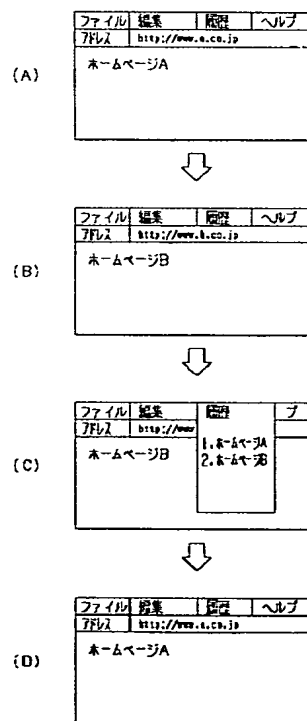 (A)
ファイル 編集 履歴 ヘルプ
アドレス http://www.a.co.jp
ホームページA
(B)
ファイル 編集 履歴 ヘルプ
アドレス http://www.b.co.jp
ホームページB
(C)
ファイル 編集 履歴 プ
アドレス http://www
ホームページB
1.ホームページA
2.ホームページB
(D)
ファイル 編集 履歴 ヘルプ
アドレス http://www.a.co.jp
ホームページA